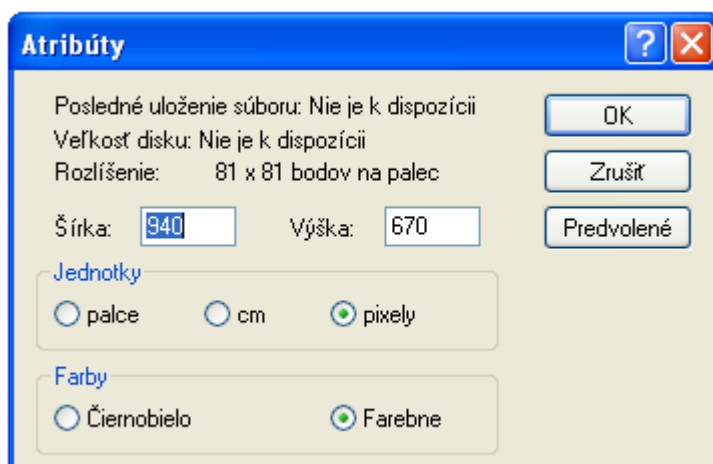 Atribúty
Posledné uloženie súboru: Nie je k dispozícii
Veľkosť disku: Nie je k dispozícii
Rozlíšenie: 81 x 81 bodov na palec
OK
Zrušiť
Predvolené
Šírka: 940 Výška: 670
Jednotky
palce cm pixely
Farby
Čiernobielo Farebne